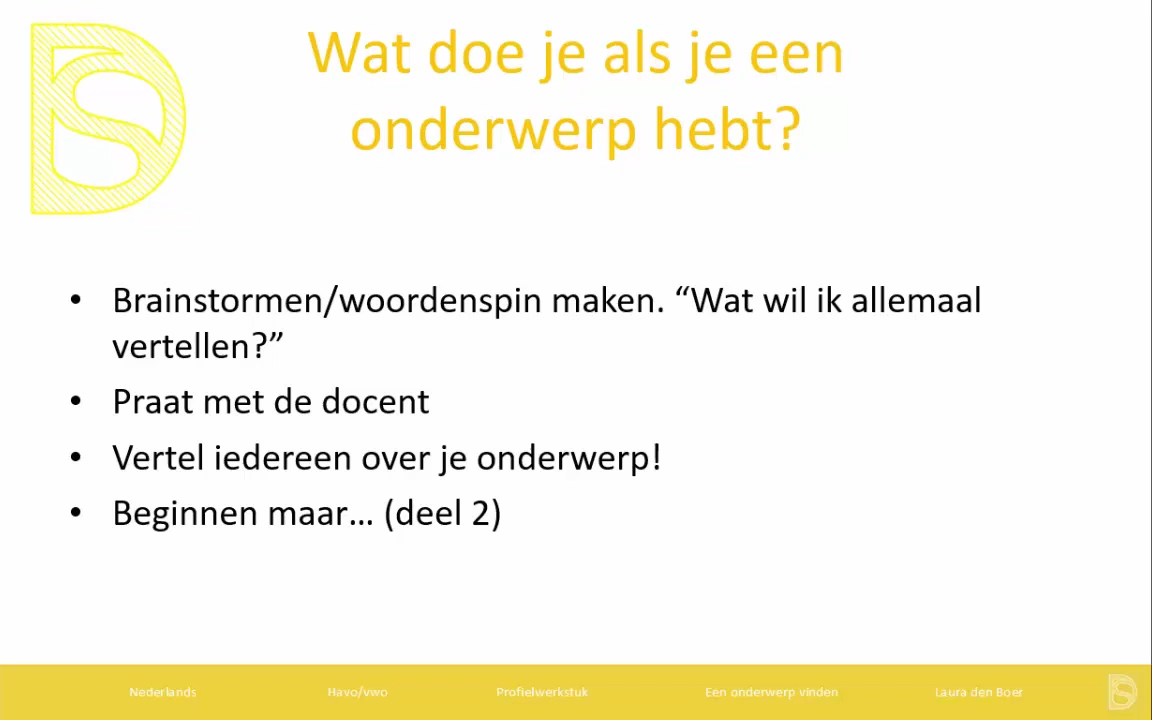 Wat doe je als je een
onderwerp hebt?
• Brainstormen/woordenspin maken. “Wat wil ik allemaal
vertellen?”
• Praat met de docent
• Vertel iedereen over je onderwerp!
• Beginnen maar… (deel 2)
Nederlands Havo/vwo Profielwerkstuk Een onderwerp vinden Laura den Boer